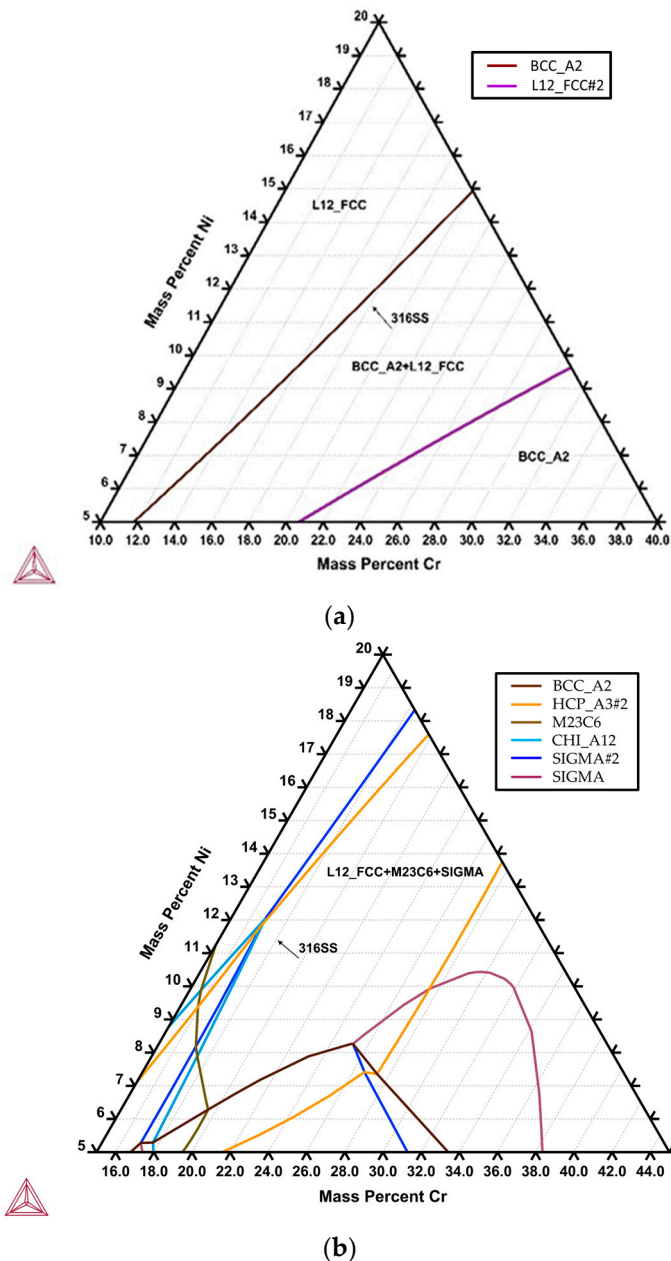 20
19
BCC_A2
18
L12_FCC#2
17
16
15
L12_FCC
14
Mass Percent Ni
13
12
11
316SS
10
BCC_A2+L12_FCC
9
8
7
BCC_A2
6
5
10.0 12.0 14.0 16.0 18.0 20.0 22.0 24.0 26.0 28.0 30.0 32.0 34.0 36.0 38.0 40.0
Mass Percent Cr
(a)
20
19
BCC_A2
18
HCP_A3#2
M23C6
17
CHI_A12
SIGMA#2
16
SIGMA
15
14
L12_FCC+M23C6+SIGMA
Mass Percent Ni
13
12
316SS
11
10
9
8
7
6
5
16.0 18.0 20.0 22.0 24.0 26.0 28.0 30.0 32.0 34.0 36.0 38.0 40.0 42.0 44.0
Mass Percent Cr
(b)